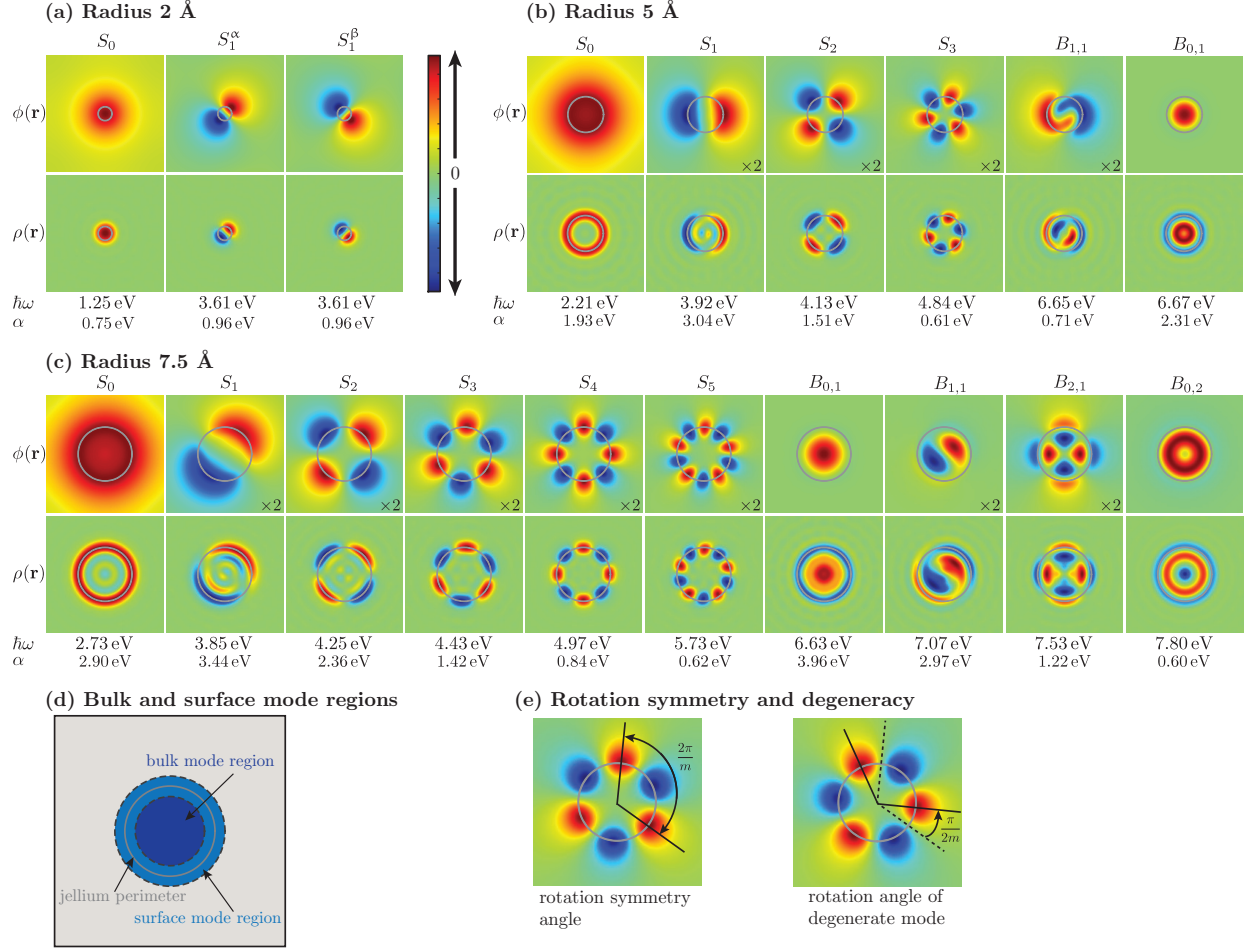 (a) Radius 2 Å
S₀ S₁^α S₁^β
ϕ(r)
0
ρ(r)
ħω 1.25 eV 3.61 eV 3.61 eV
α 0.75 eV 0.96 eV 0.96 eV
(b) Radius 5 Å
S₀ S₁ S₂ S₃ B₁,₁ B₀,₁
ϕ(r)
×2 ×2 ×2 ×2
ρ(r)
ħω 2.21 eV 3.92 eV 4.13 eV 4.84 eV 6.65 eV 6.67 eV
α 1.93 eV 3.04 eV 1.51 eV 0.61 eV 0.71 eV 2.31 eV
(c) Radius 7.5 Å
S₀ S₁ S₂ S₃ S₄ S₅ B₀,₁ B₁,₁ B₂,₁ B₀,₂
ϕ(r)
×2 ×2 ×2 ×2 ×2 ×2 ×2
ρ(r)
ħω 2.73 eV 3.85 eV 4.25 eV 4.43 eV 4.97 eV 5.73 eV 6.63 eV 7.07 eV 7.53 eV 7.80 eV
α 2.90 eV 3.44 eV 2.36 eV 1.42 eV 0.84 eV 0.62 eV 3.96 eV 2.97 eV 1.22 eV 0.60 eV
(d) Bulk and surface mode regions
bulk mode region
jellium perimeter
surface mode region
(e) Rotation symmetry and degeneracy
2π
m
rotation symmetry
angle
π
2m
rotation angle of
degenerate mode